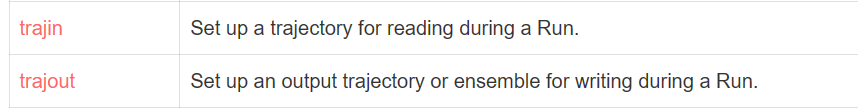 trajin Set up a trajectory for reading during a Run.
trajout Set up an output trajectory or ensemble for writing during a Run.